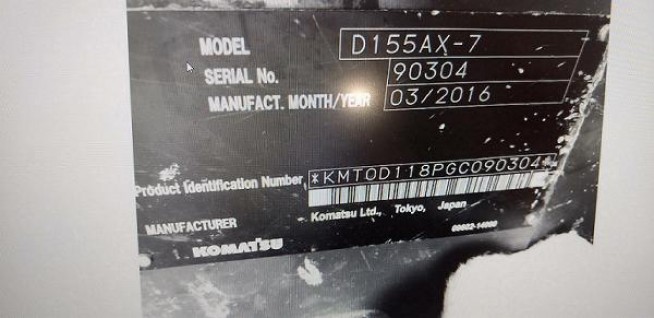 MODEL D155AX-7
SERIAL No. 90304
MANUFACT. MONTH/YEAR 03/2016
Product Identification Number *KMT0D118PGC090304*
MANUFACTURER Komatsu Ltd., Tokyo, Japan
KOMATSU